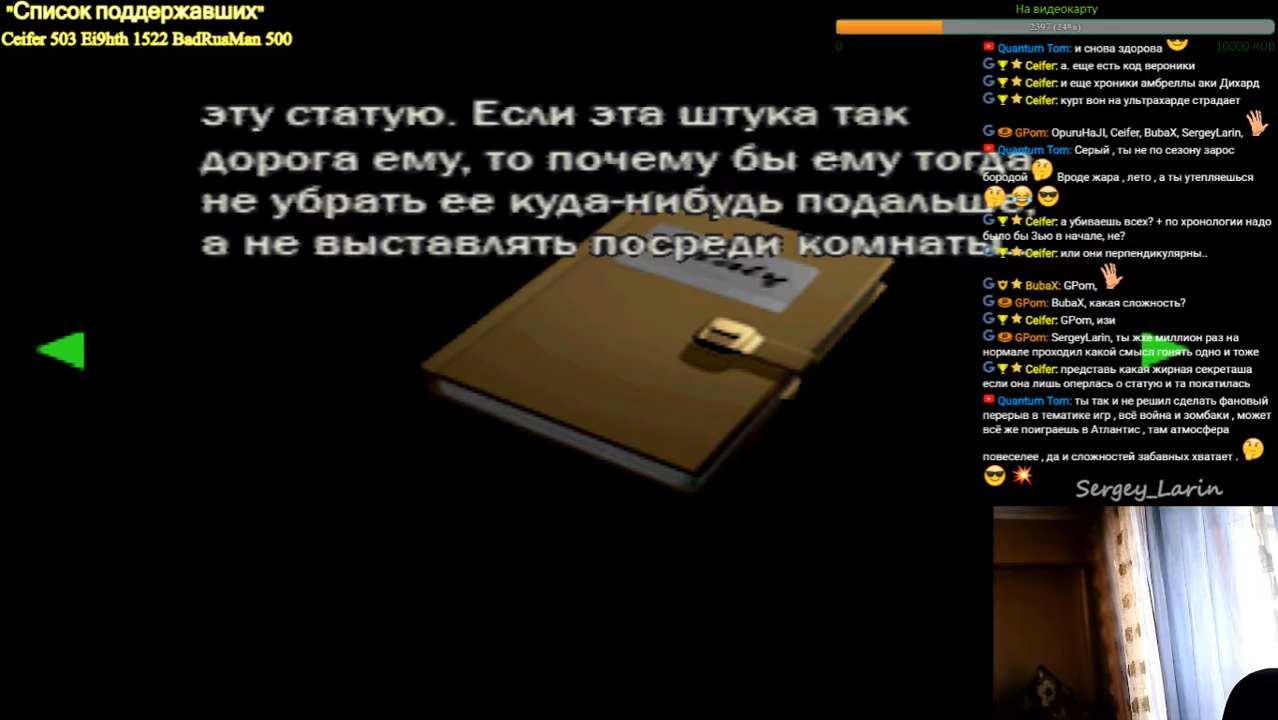 "Список поддержавших"
Ceifer 503 Ei9hth 1522 BadRusMan 500
На видеокарту
2397 (24%)
0
10000 RUB
эту статую. Если эта штука так
дорога ему, то почему бы ему тогда
не убрать ее куда-нибудь подальше,
а не выставлять посреди комнаты...
Quantum Tom: и снова здорова
Ceifer: а. еще есть код вероники
Ceifer: и еще хроники амбреллы аки Дихард
Ceifer: курт вон на ультрахарде страдает
GPom: OpuruHaJI, Ceifer, BubaX, SergeyLarin,
Quantum Tom: Серый , ты не по сезону зарос
бородой Вроде жара , лето , а ты утепляешься
Ceifer: а убиваешь всех? + по хронологии надо
было бы Зью в начале, не?
Ceifer: или они перпендикулярны..
BubaX: GPom,
GPom: BubaX, какая сложность?
Ceifer: GPom, изи
GPom: SergeyLarin, ты жхе миллион раз на
нормале проходил какой смысл гонять одно и тоже
Ceifer: представь какая жирная секреташа
если она лишь оперлась о статую и та покатилась
Quantum Tom: ты так и не решил сделать фановый
перерыв в тематике игр , всё война и зомбаки , может
всё же поиграешь в Атлантис , там атмосфера
повеселее , да и сложностей забавных хватает .
Sergey_Larin